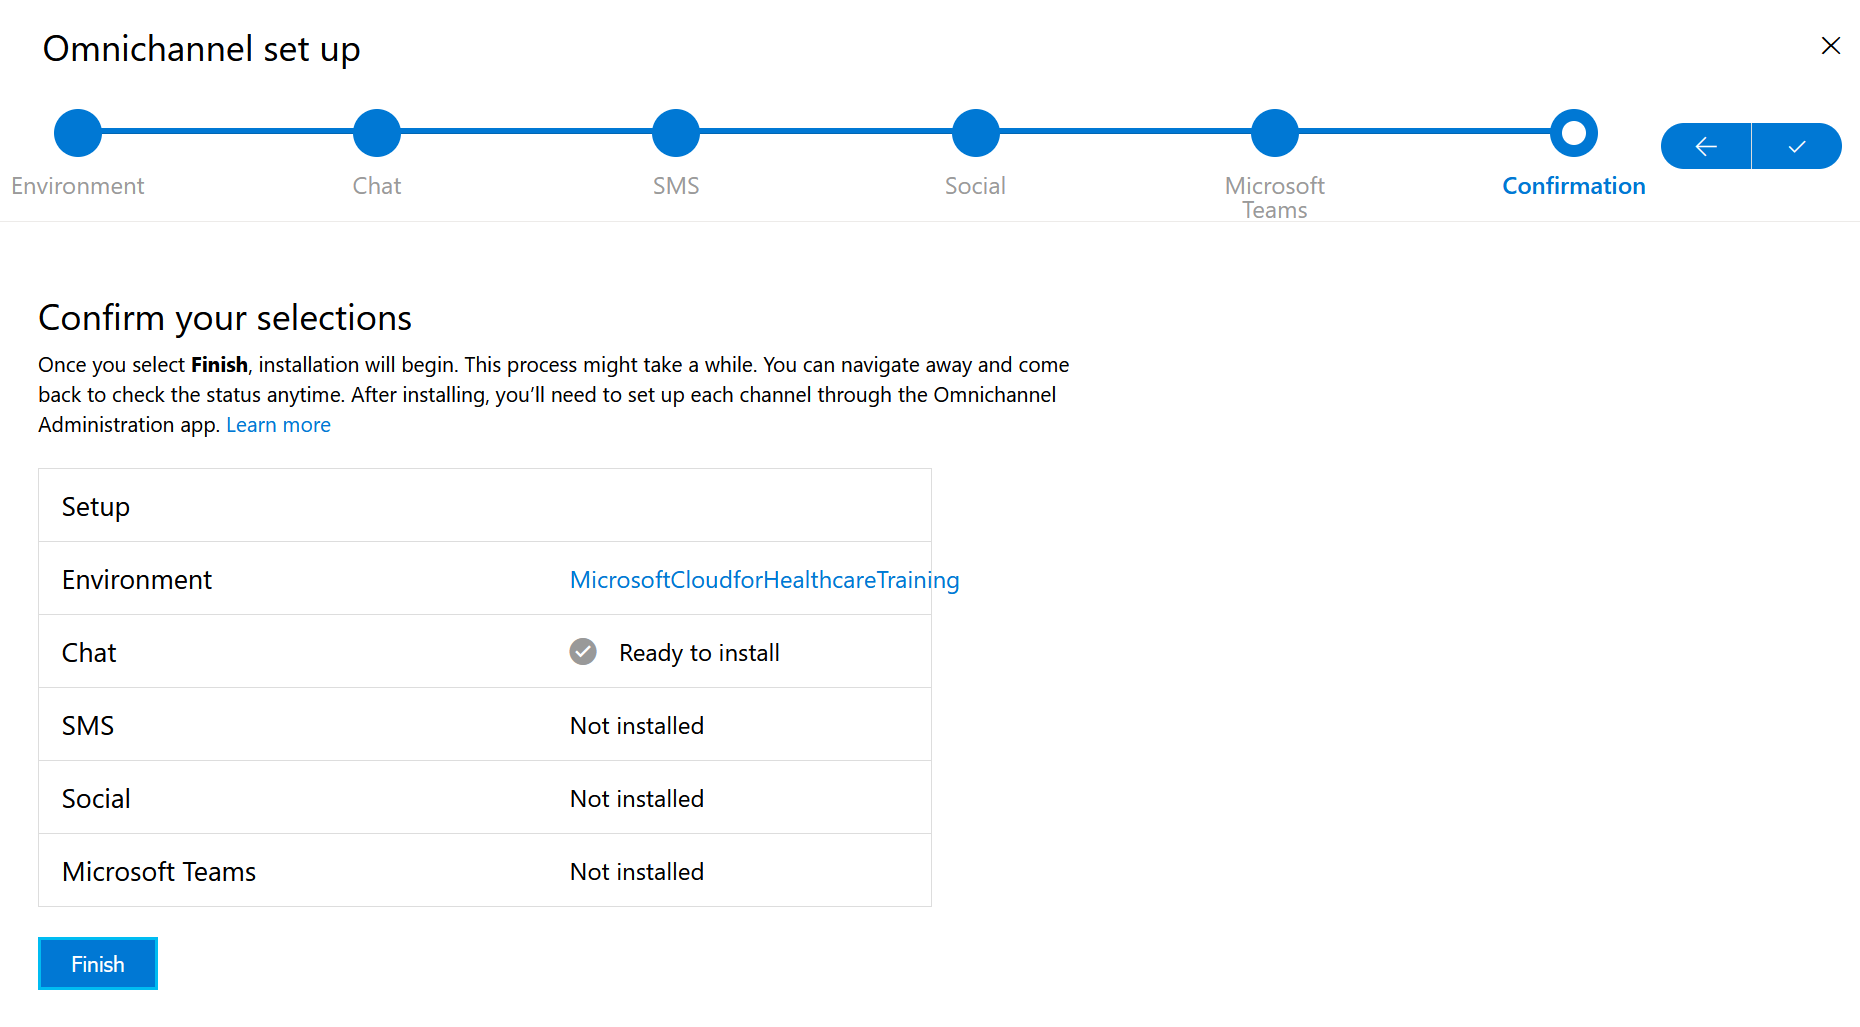 Omnichannel set up
Environment
Chat
SMS
Social
Microsoft
Teams
Confirmation
Confirm your selections
Once you select Finish, installation will begin. This process might take a while. You can navigate away and come
back to check the status anytime. After installing, you’ll need to set up each channel through the Omnichannel
Administration app. Learn more
Setup
Environment MicrosoftCloudforHealthcareTraining
Chat Ready to install
SMS Not installed
Social Not installed
Microsoft Teams Not installed
Finish